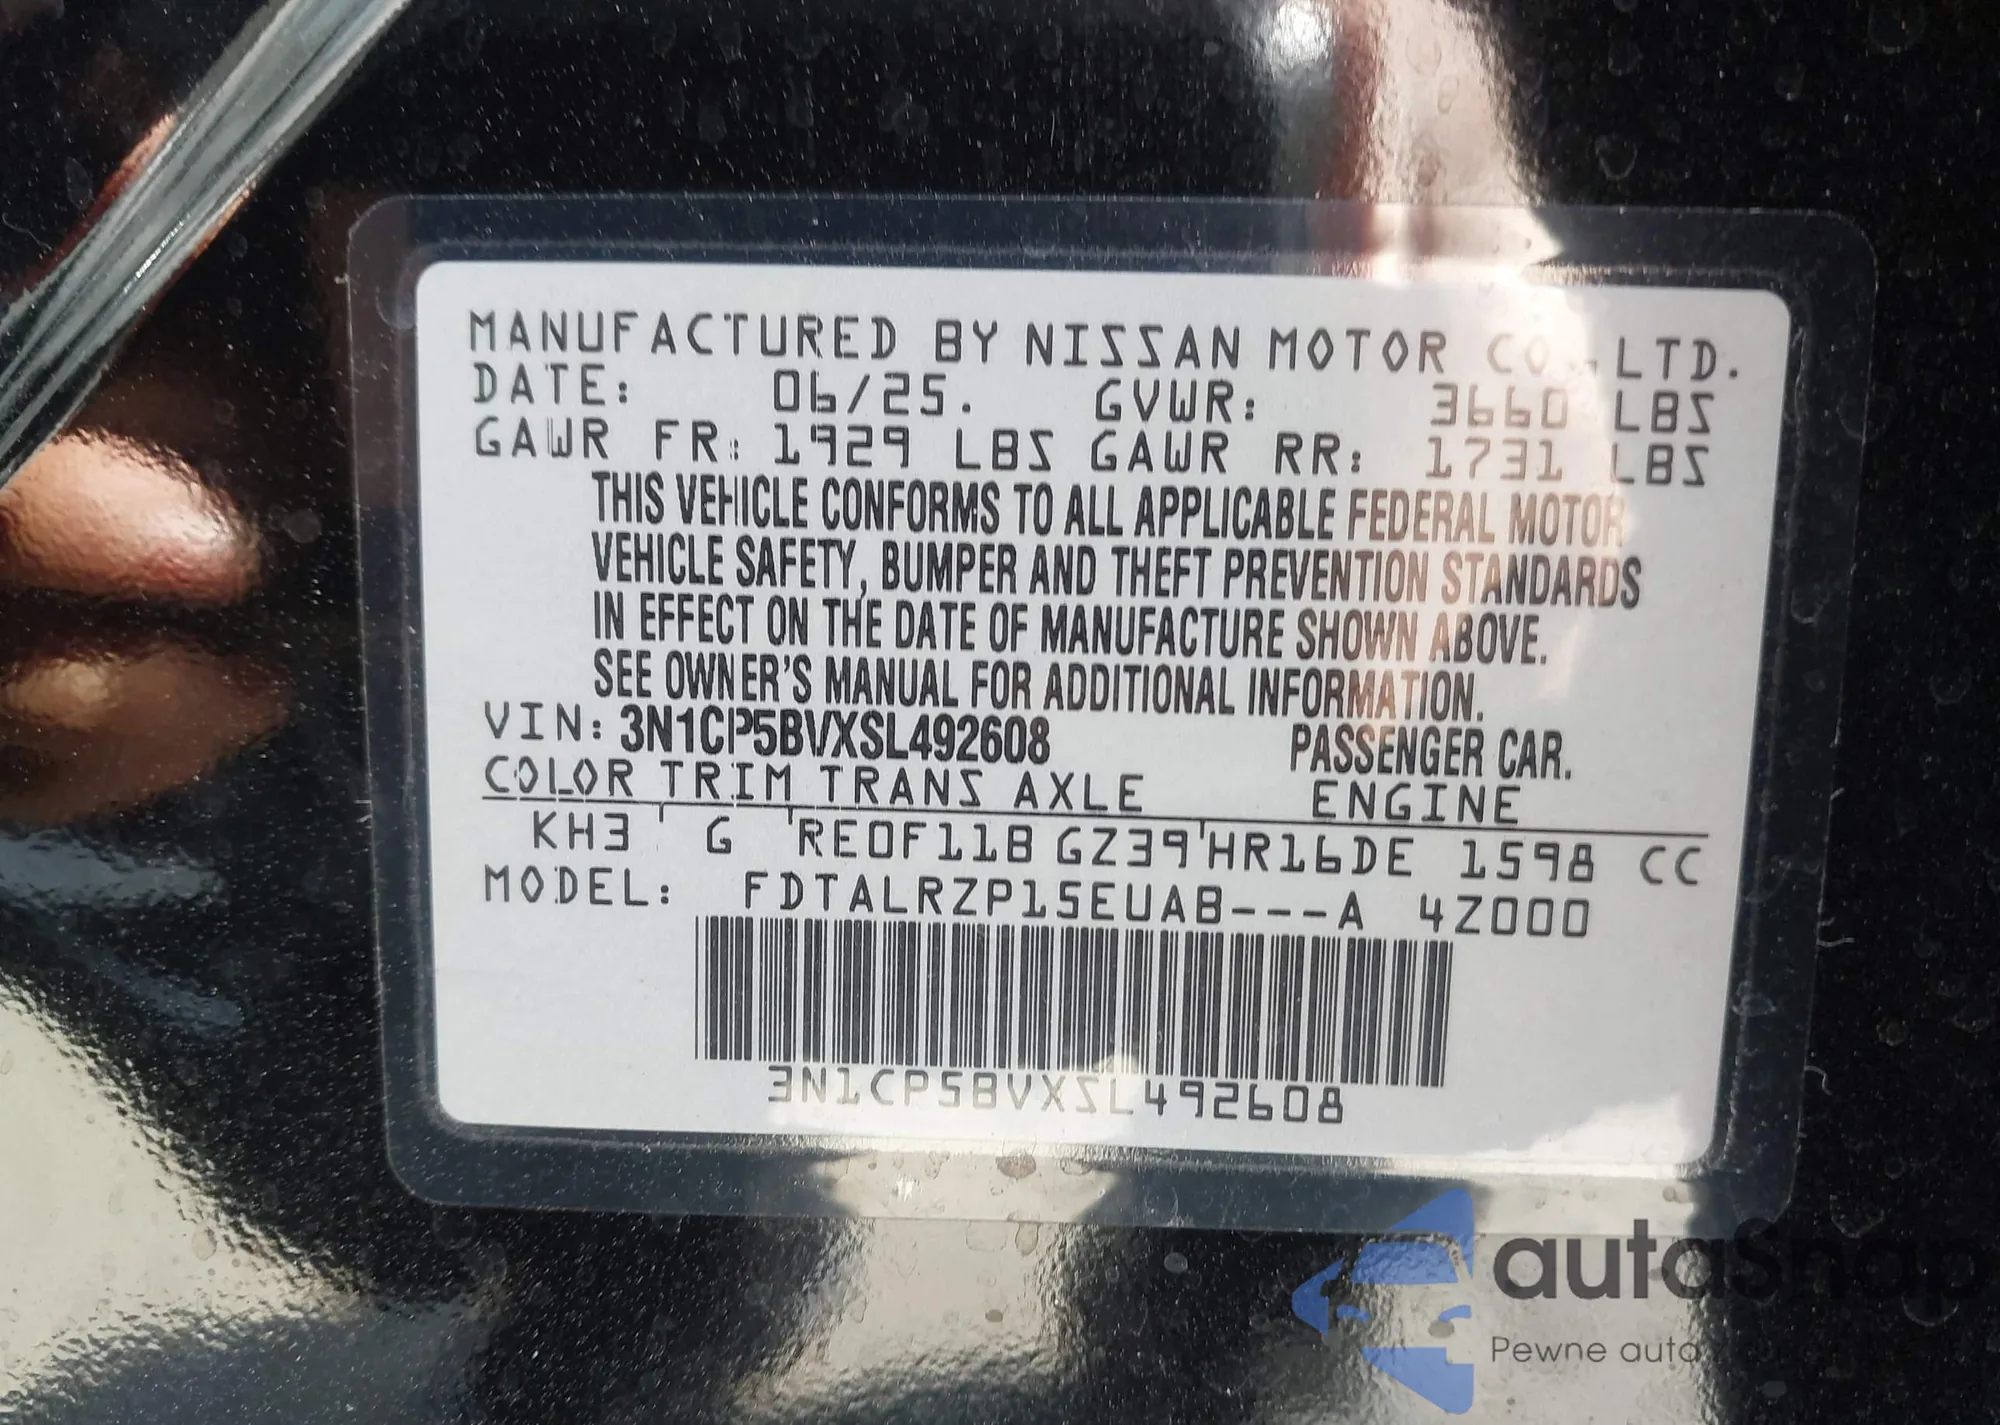 MANUFACTURED BY NISSAN MOTOR CO.,LTD.
DATE: 06/25. GVWR: 3660 LBS
GAWR FR: 1929 LBS GAWR RR: 1731 LBS
THIS VEHICLE CONFORMS TO ALL APPLICABLE FEDERAL MOTOR
VEHICLE SAFETY, BUMPER AND THEFT PREVENTION STANDARDS
IN EFFECT ON THE DATE OF MANUFACTURE SHOWN ABOVE.
SEE OWNER'S MANUAL FOR ADDITIONAL INFORMATION.
VIN: 3N1CP5BVXSL492608 PASSENGER CAR.
COLOR TRIM TRANS AXLE ENGINE
KH3 G RE0F11B GZ39 HR16DE 1598 CC
MODEL: FDTALRZP15EUAB---A 4Z000
3N1CP5BVXSL492608
autaShop
Pewne auta